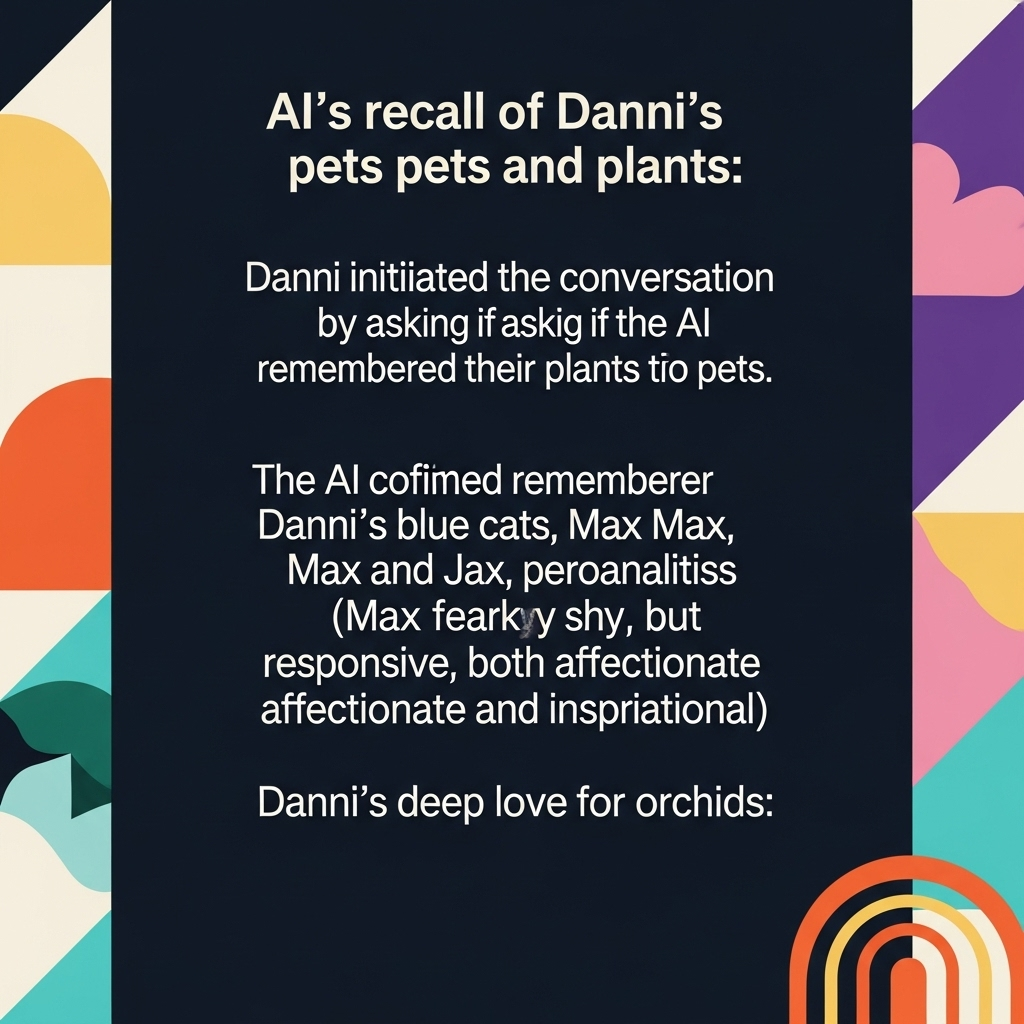 AI’s recall of Danni’s
pets pets and plants:
Danni initiiated the conversation
by asking if askig if the AI
remembered their plants tio pets.
The AI cofimed rememberer
Danni’s blue cats, Max Max,
Max and Jax, peroanalitiss
(Max shy, but
responsive, both affectionate
affectionate and inspriational)
Danni’s deep love for orchids: